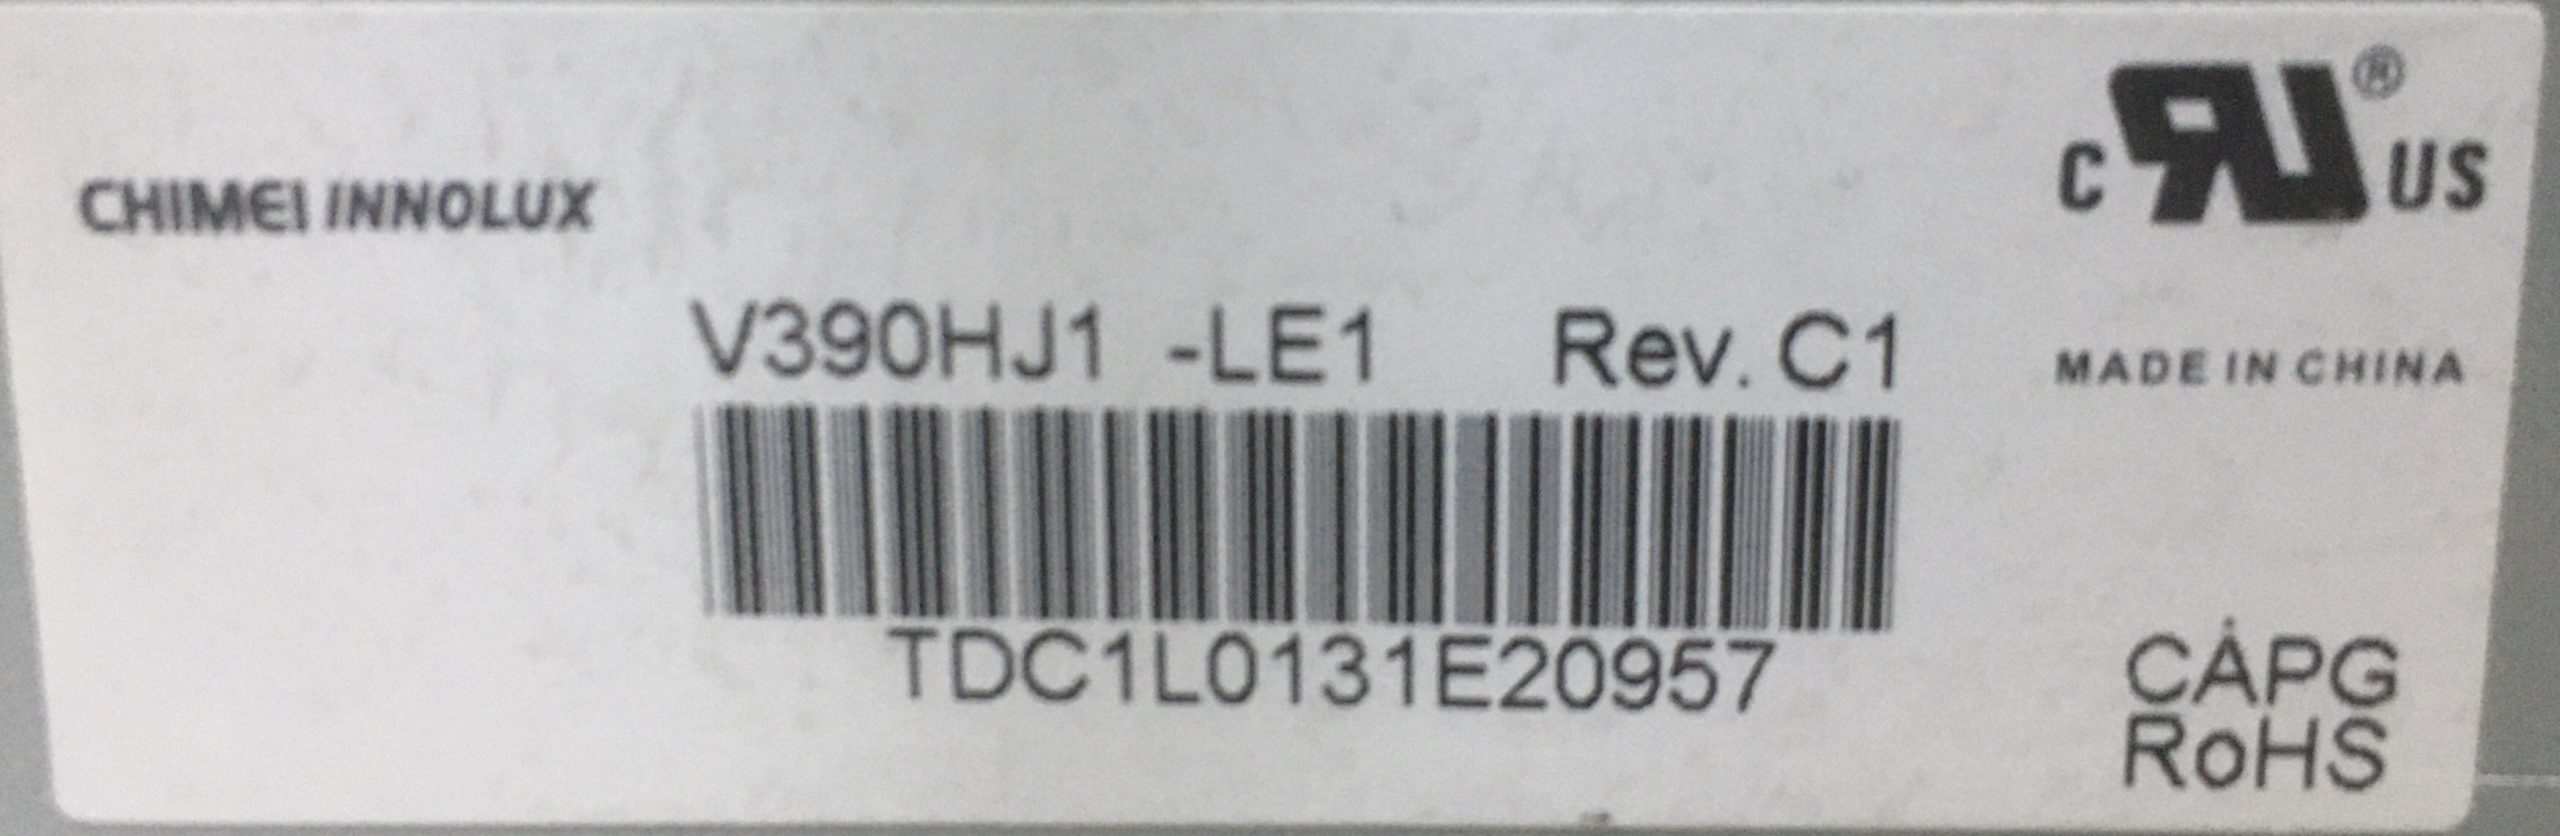 CHIMEI INNOLUX
C RU® US
V390HJ1 -LE1 Rev. C1
MADE IN CHINA
TDC1L0131E20957
CAPG
RoHS